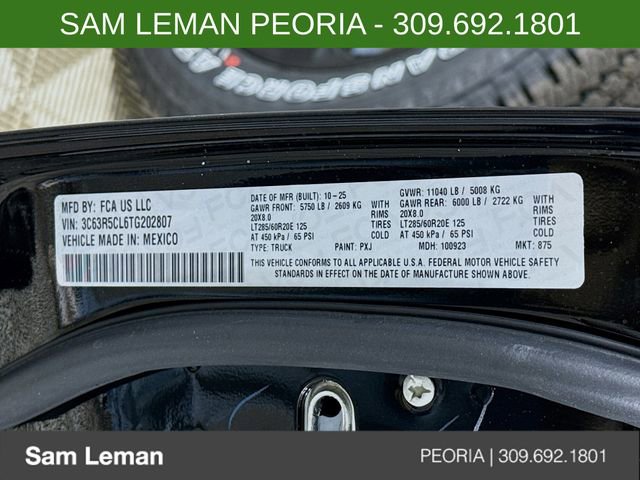 SAM LEMAN PEORIA - 309.692.1801
TRANSFORCE AT
MFD BY: FCA US LLC
VIN: 3C63R5CL6TG202807
VEHICLE MADE IN: MEXICO
DATE OF MFR (BUILT): 10-25
GAWR FRONT: 5750 LB / 2609 KG WITH
20X8.0 RIMS
LT285/60R20E 125 TIRES
AT 450 kPa / 65 PSI COLD
TYPE: TRUCK PAINT: PXJ
GVWR: 11040 LB / 5008 KG
GAWR REAR: 6000 LB / 2722 KG WITH
20X8.0 RIMS
LT285/60R20E 125 TIRES
AT 450 kPa / 65 PSI COLD
MDH: 100923 MKT: 875
THIS VEHICLE CONFORMS TO ALL APPLICABLE U.S.A. FEDERAL MOTOR VEHICLE SAFETY
STANDARDS IN EFFECT ON THE DATE OF MANUFACTURE SHOWN ABOVE.
Sam Leman
PEORIA | 309.692.1801